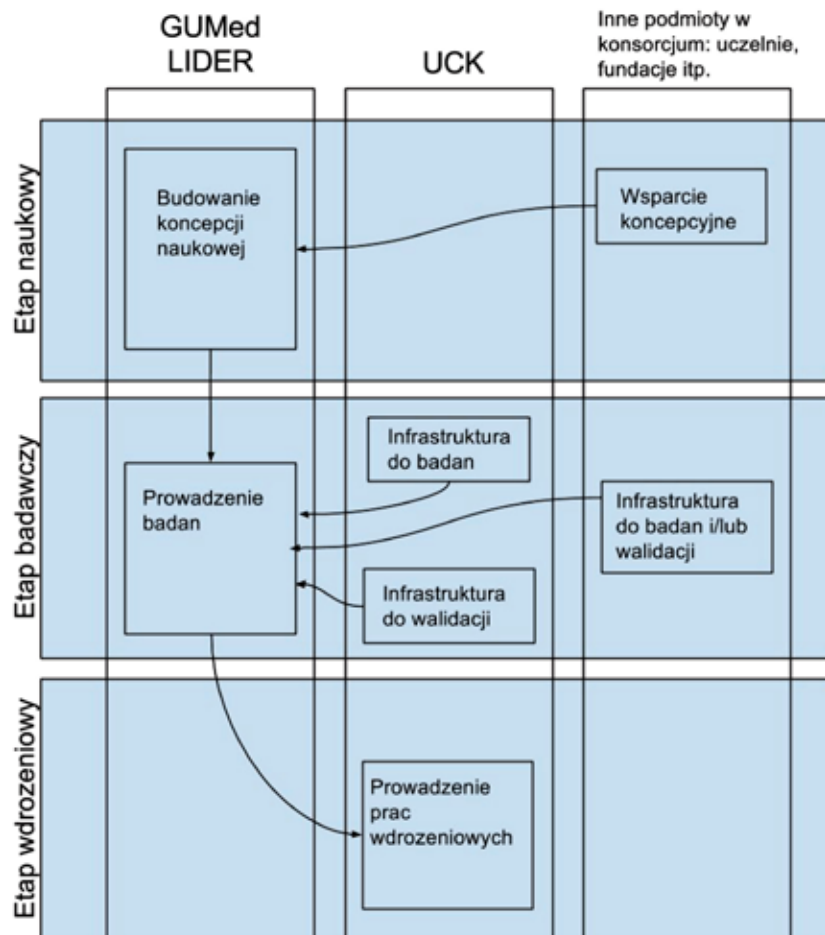 GUMed
LIDER
UCK
Inne podmioty w
konsorcjum: uczelnie,
fundacje itp.
Etap naukowy
Budowanie
koncepcji
naukowej
Wsparcie
koncepcyjne
Etap badawczy
Prowadzenie
badan
Infrastruktura
do badan
Infrastruktura
do walidacji
Infrastruktura
do badan i/lub
walidacji
Etap wdrozeniowy
Prowadzenie
prac
wdrozeniowych